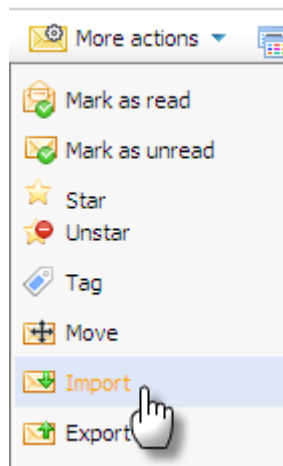 More actions
Mark as read
Mark as unread
Star
Unstar
Tag
Move
Import
Export